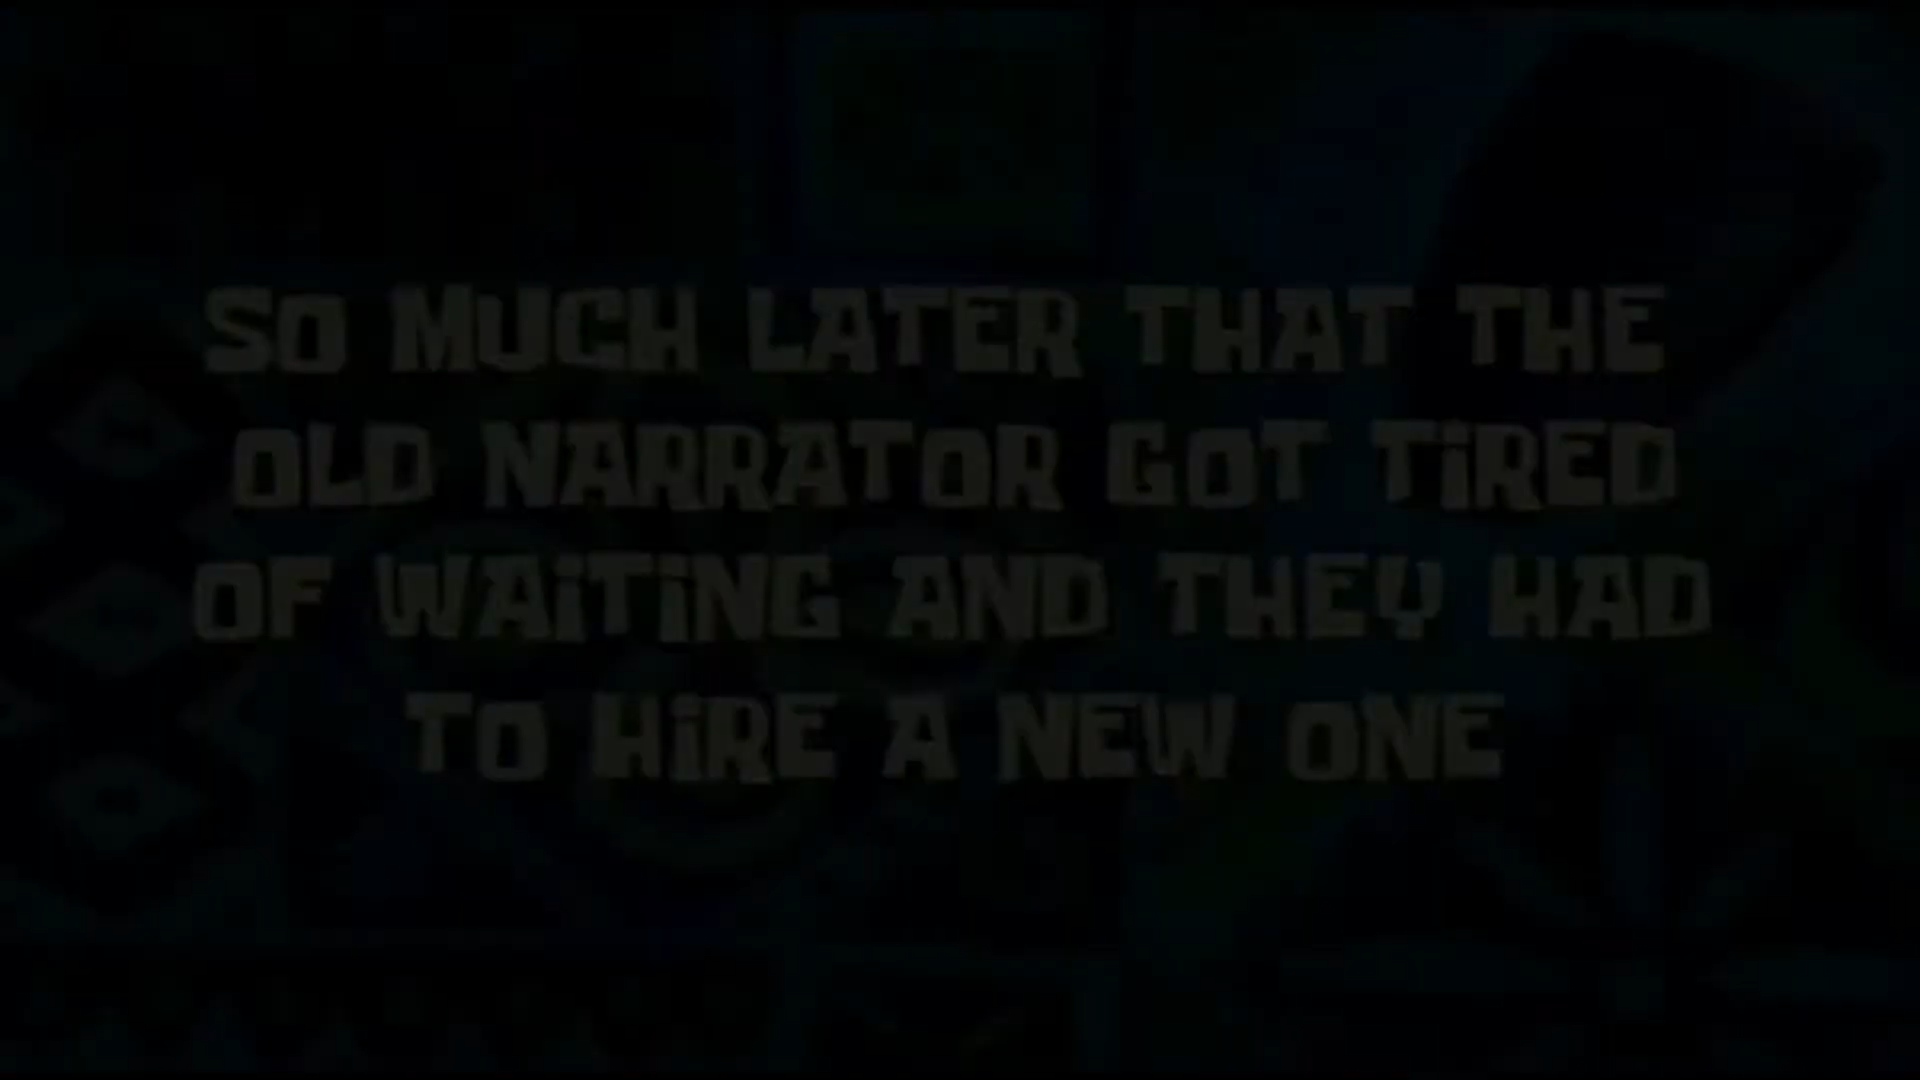 SO MUCH LATER THAT THE
OLD NARRATOR GOT TIRED
OF WAiTiNG AND THEY HAD
TO HiRE A NEW ONE